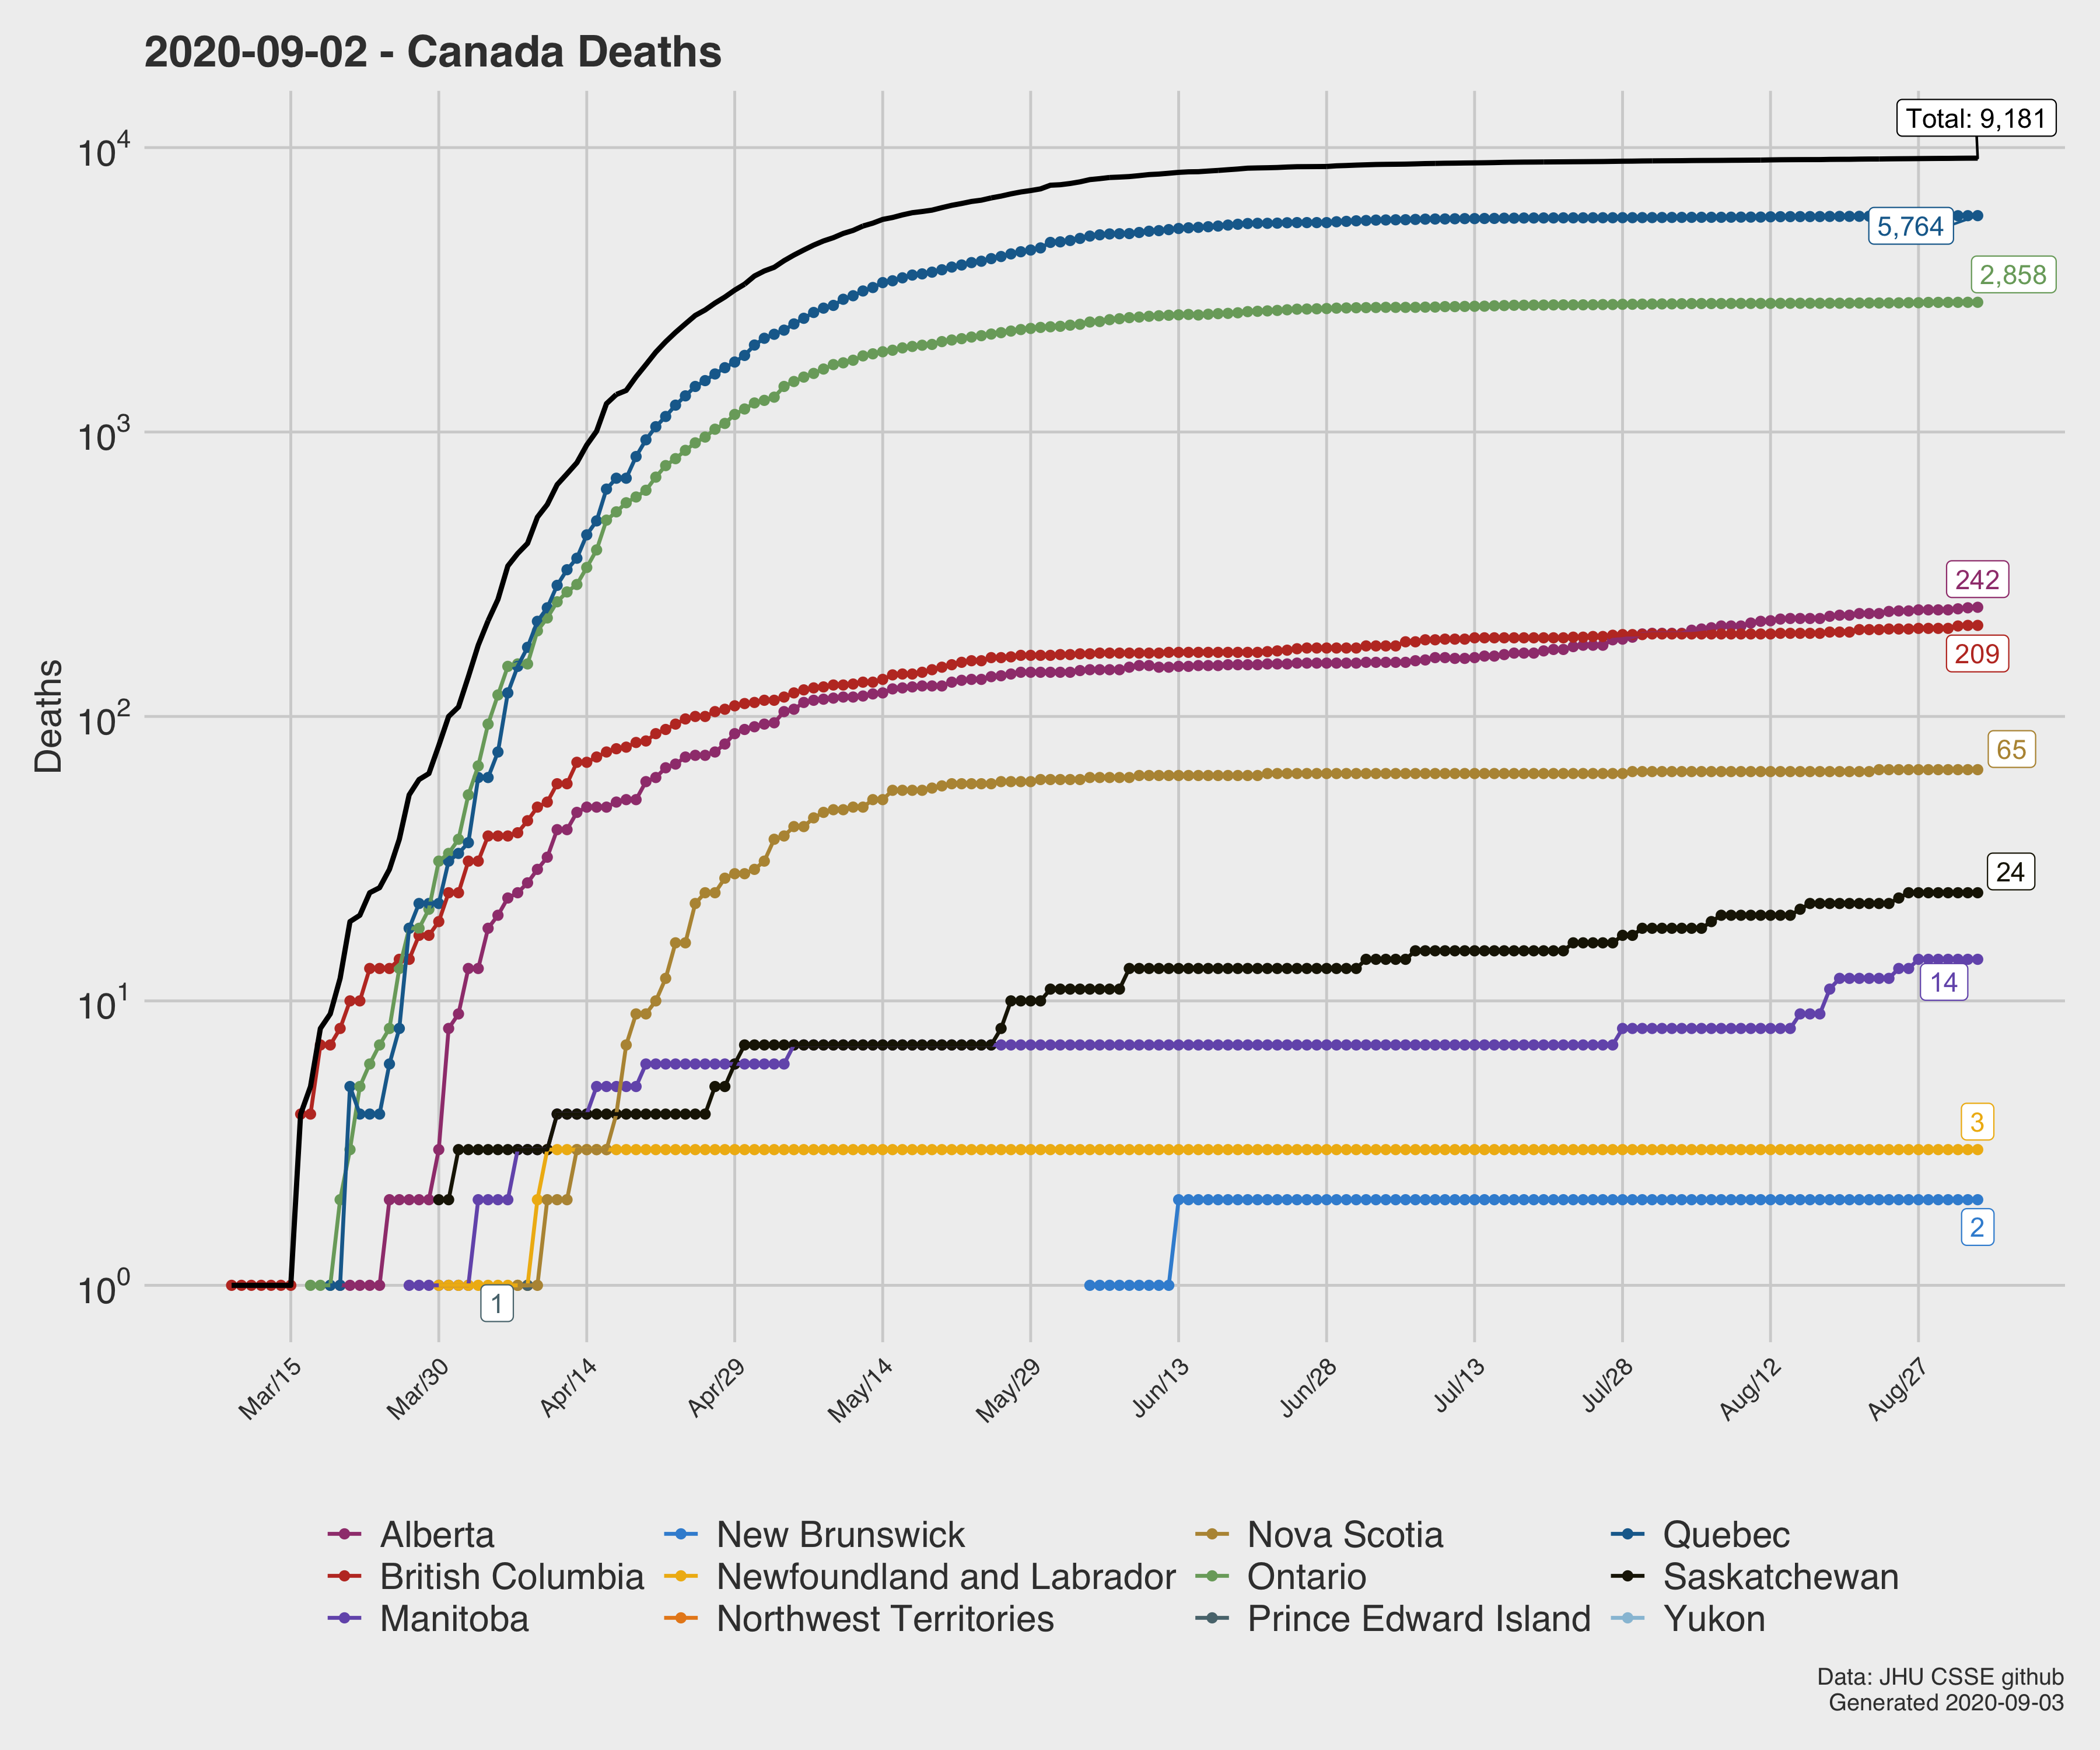 2020-09-02 - Canada Deaths
Total: 9,181
10^4
5,764
2,858
10^3
242
209
10^2
65
24
14
10^1
3
2
10^0
1
Deaths
Mar/15 Mar/30 Apr/14 Apr/29 May/14 May/29 Jun/13 Jun/28 Jul/13 Jul/28 Aug/12 Aug/27
Alberta New Brunswick Nova Scotia Quebec
British Columbia Newfoundland and Labrador Ontario Saskatchewan
Manitoba Northwest Territories Prince Edward Island Yukon
Data: JHU CSSE github
Generated 2020-09-03